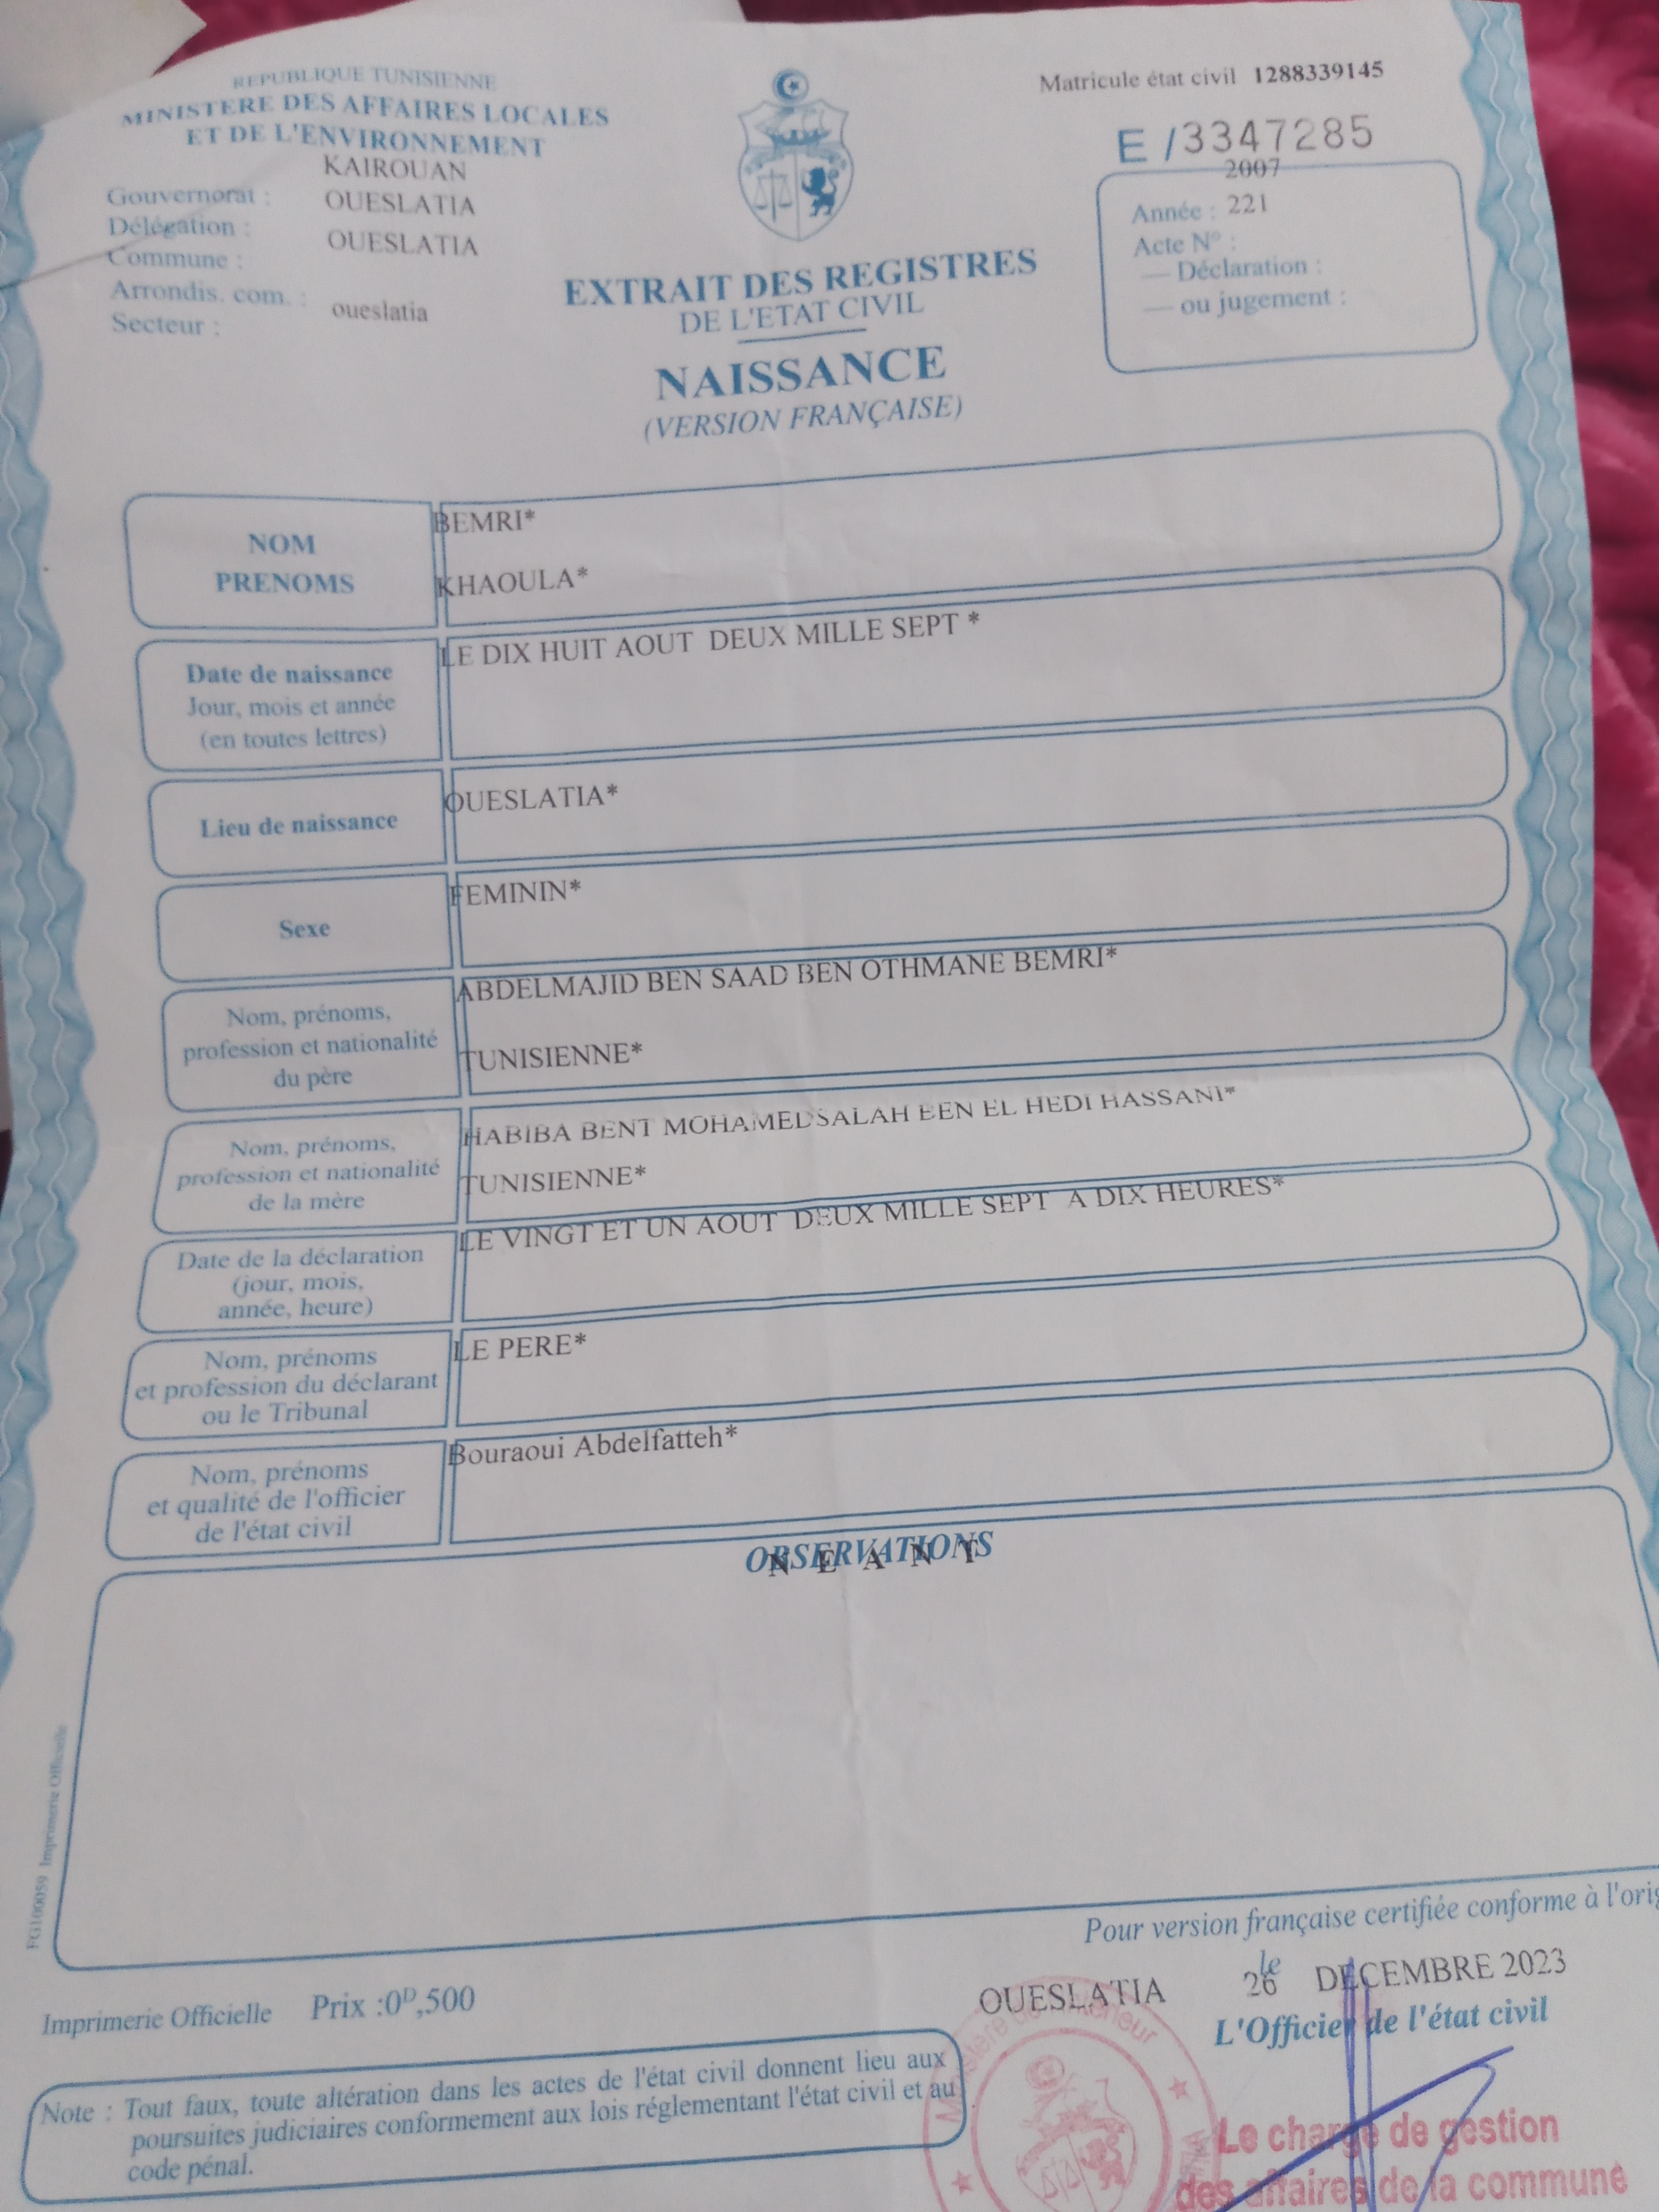 REPUBLIQUE TUNISIENNE
MINISTERE DES AFFAIRES LOCALES
ET DE L'ENVIRONNEMENT
KAIROUAN
Gouvernorat :
OUESLATIA
Délégation :
OUESLATIA
Commune :
Arrondis. com. :
oueslatia
Secteur :
Matricule état civil 1288339145
E /3347285
2007
Année : 221
Acte N° :
— Déclaration :
— ou jugement :
EXTRAIT DES REGISTRES
DE L'ETAT CIVIL
NAISSANCE
(VERSION FRANÇAISE)
NOM
PRENOMS
BEMRI*
KHAOULA*
Date de naissance
Jour, mois et année
(en toutes lettres)
LE DIX HUIT AOUT DEUX MILLE SEPT *
Lieu de naissance
OUESLATIA*
Sexe
FEMININ*
Nom, prénoms,
profession et nationalité
du père
ABDELMAJID BEN SAAD BEN OTHMANE BEMRI*
TUNISIENNE*
Nom, prénoms,
profession et nationalité
de la mère
HABIBA BENT MOHAMEDSALAH BEN EL HEDI HASSANI*
TUNISIENNE*
Date de la déclaration
(jour, mois,
année, heure)
LE VINGT ET UN AOUT DEUX MILLE SEPT A DIX HEURES*
Nom, prénoms
et profession du déclarant
ou le Tribunal
LE PERE*
Nom, prénoms
et qualité de l'officier
de l'état civil
Bouraoui Abdelfatteh*
OBSERVATIONS
N E A N T
FG100059 Imprimerie Officielle
Pour version française certifiée conforme à l'orig
le
OUESLATIA 26 DECEMBRE 2023
L'Officier de l'état civil
Imprimerie Officielle Prix :0ᴰ,500
Note : Tout faux, toute altération dans les actes de l'état civil donnent lieu aux
poursuites judiciaires conformement aux lois réglementant l'état civil et au
code pénal.
Le chargé de gestion
des affaires de la commune